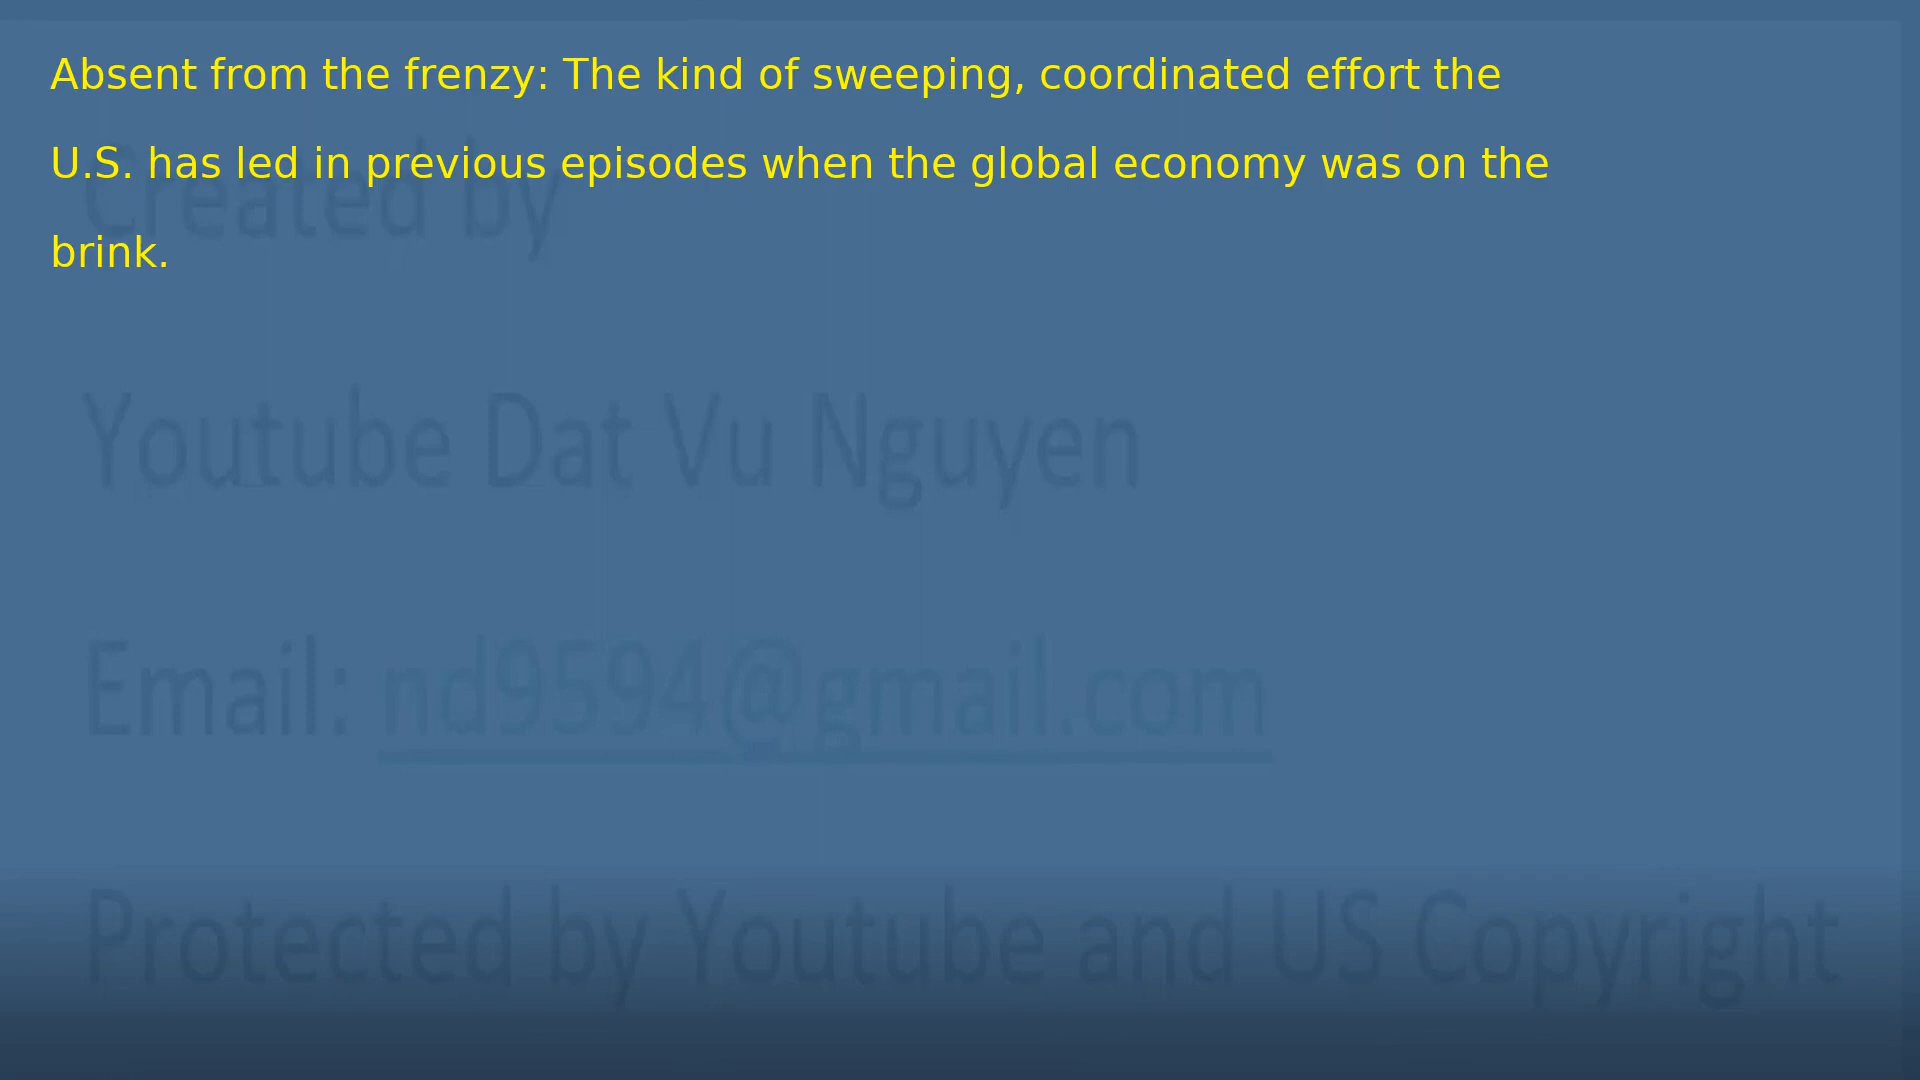 Absent from the frenzy: The kind of sweeping, coordinated effort the
U.S. has led in previous episodes when the global economy was on the
brink.
Created by
Youtube Dat Vu Nguyen
Email: nd9594@gmail.com
Protected by Youtube and US Copyright